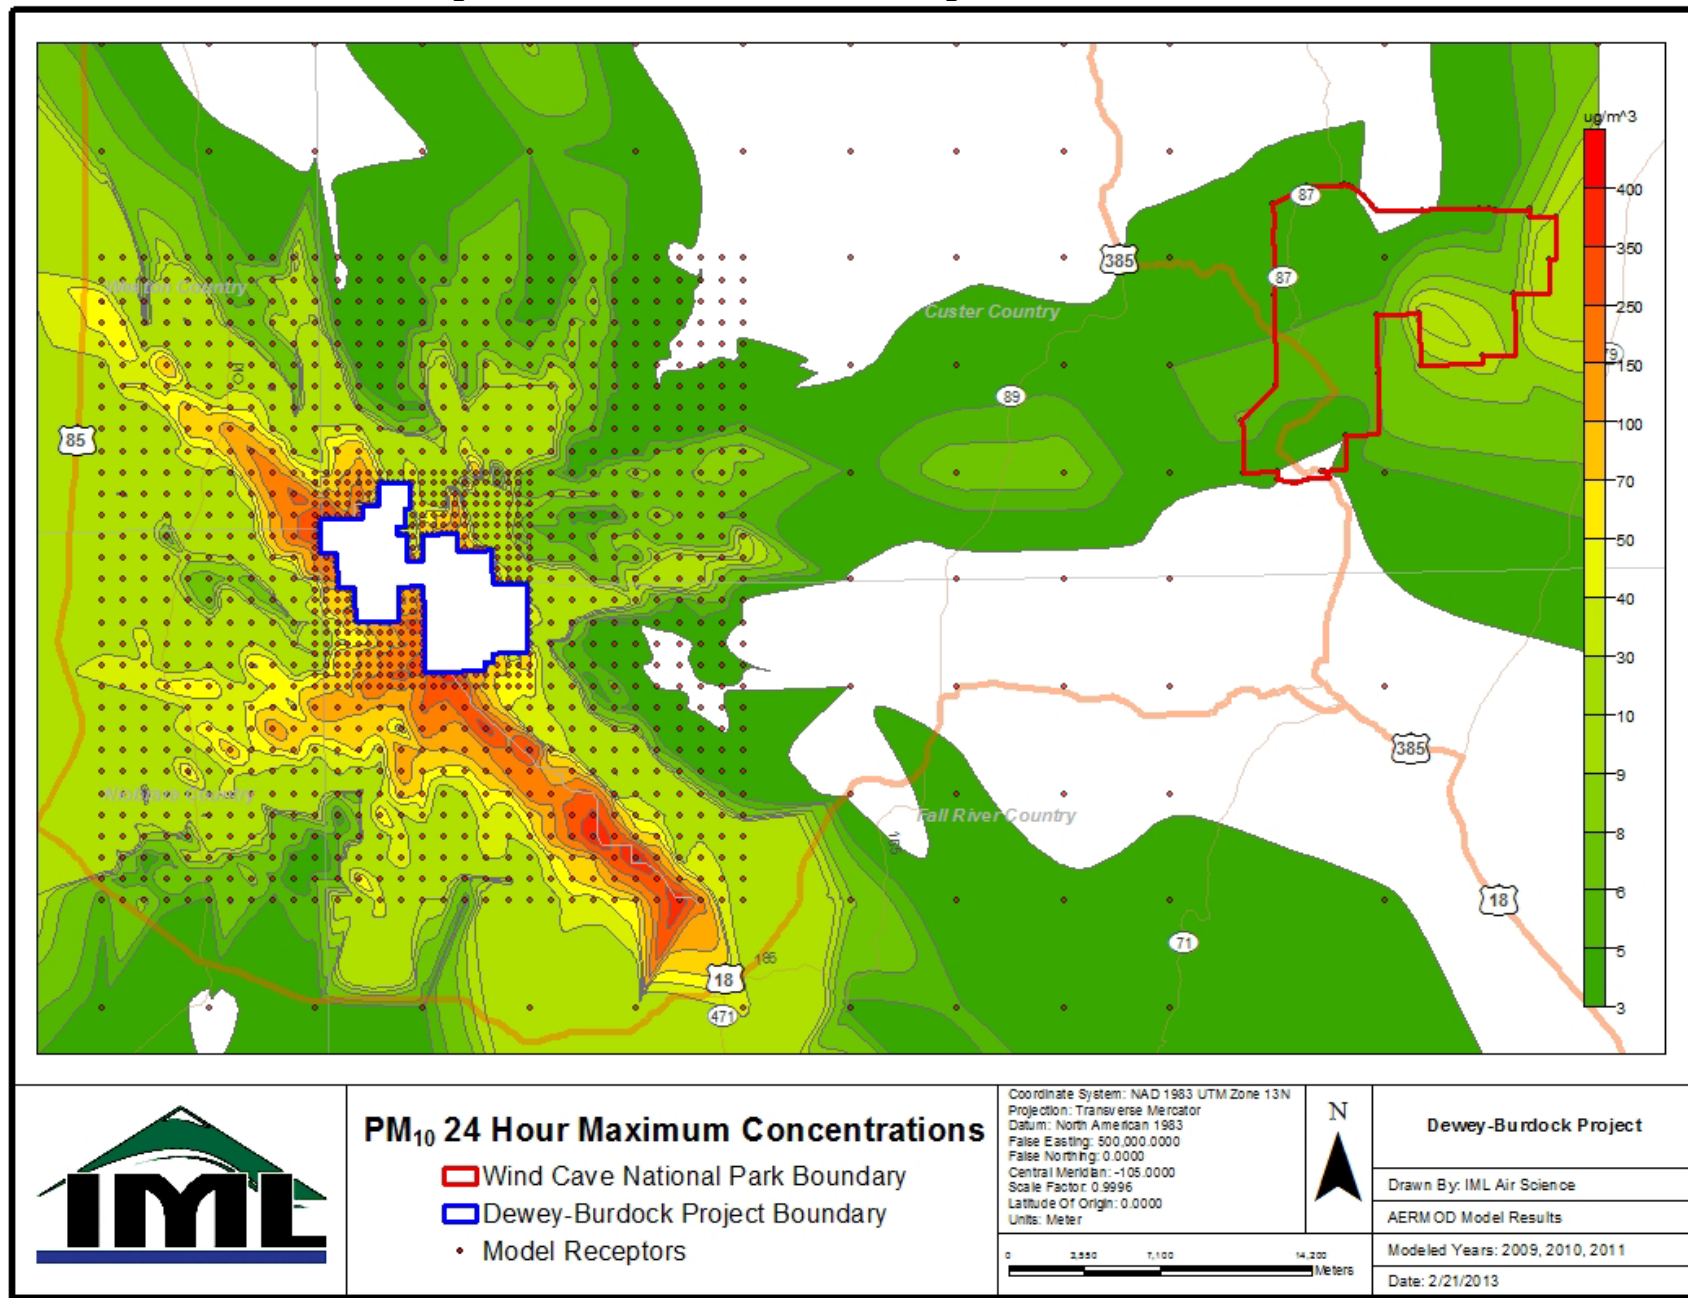 ug/m^3
87
400
350
385
87
Weston Country
Custer Country
250
79
150
89
100
85
70
50
40
30
10
385
9
Niobrara Country
Fall River Country
8
6
18
71
5
185
18
471
3
PM10 24 Hour Maximum Concentrations
Wind Cave National Park Boundary
Dewey-Burdock Project Boundary
Model Receptors
IML
Coordinate System: NAD 1983 UTM Zone 13N
Projection: Transverse Mercator
Datum: North American 1983
False Easting: 500,000.0000
False Northing: 0.0000
Central Meridian: -105.0000
Scale Factor: 0.9996
Latitude Of Origin: 0.0000
Units: Meter
0 3,550 7,100 14,200
Meters
N
Dewey-Burdock Project
Drawn By: IML Air Science
AERMOD Model Results
Modeled Years: 2009, 2010, 2011
Date: 2/21/2013